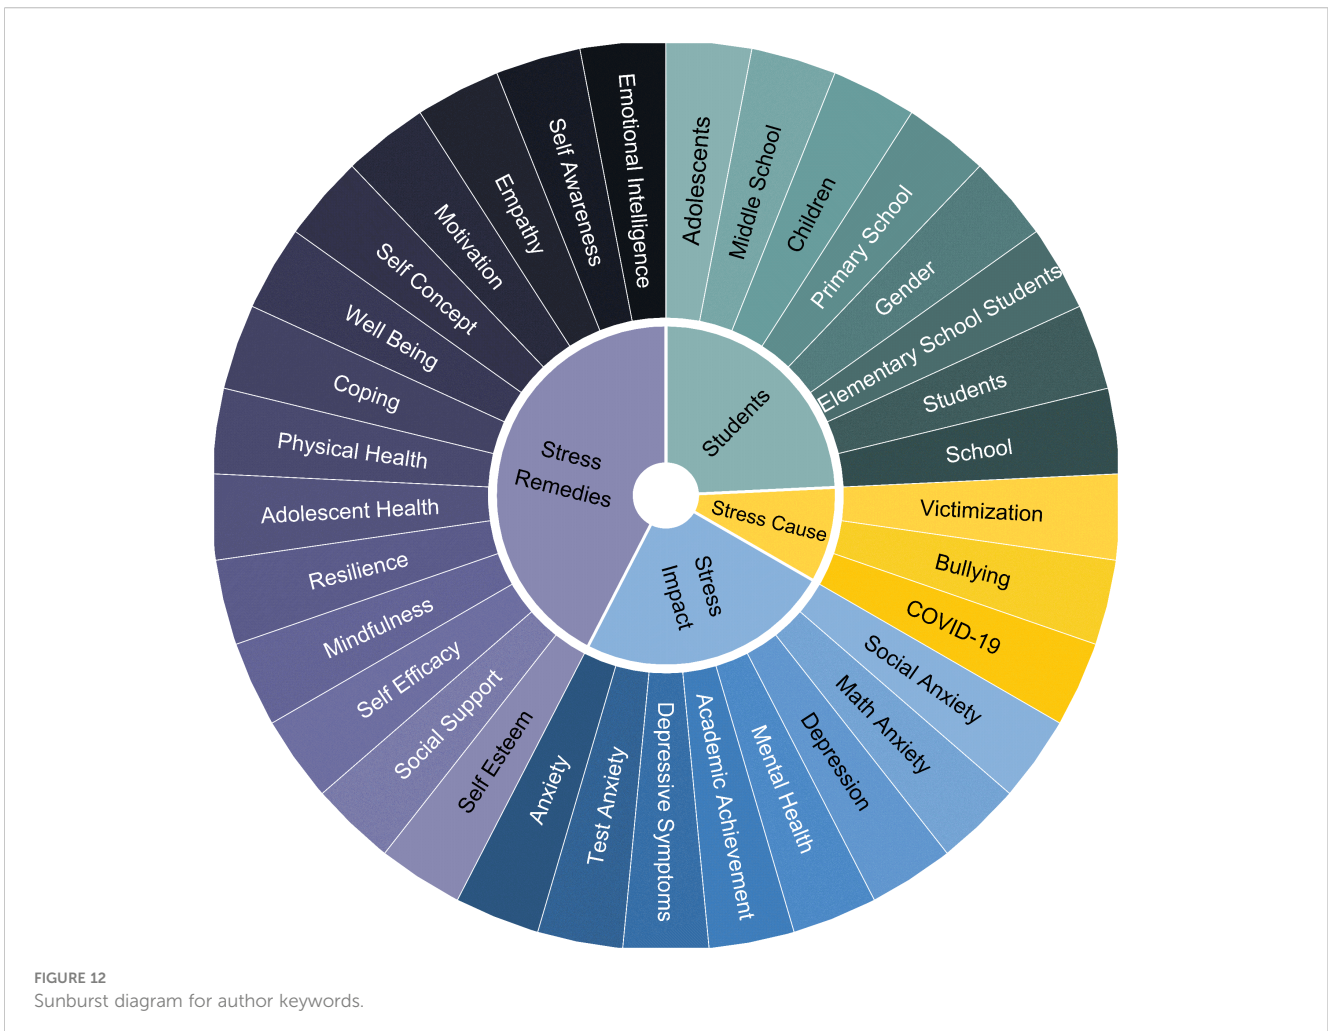 Adolescents
Middle School
Children
Primary School
Gender
Elementary School Students
Students
School
Victimization
Bullying
COVID-19
Social Anxiety
Math Anxiety
Depression
Mental Health
Academic Achievement
Depressive Symptoms
Test Anxiety
Anxiety
Self Esteem
Social Support
Self Efficacy
Mindfulness
Resilience
Adolescent Health
Physical Health
Coping
Well Being
Self Concept
Motivation
Empathy
Self Awareness
Emotional Intelligence
Students
Stress Cause
Stress
Impact
Stress
Remedies
FIGURE 12
Sunburst diagram for author keywords.